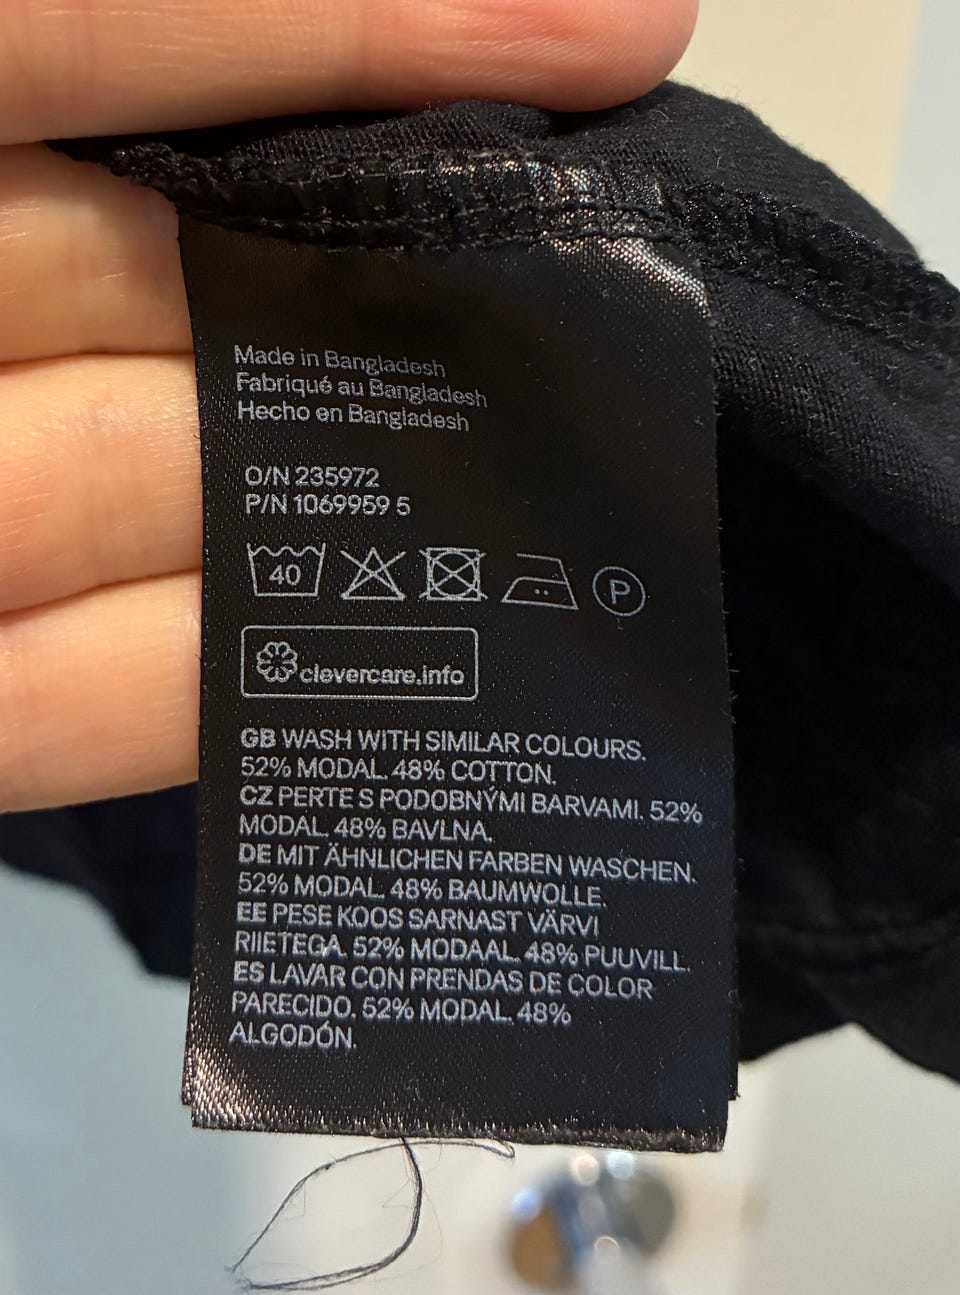 Made in Bangladesh
Fabriqué au Bangladesh
Hecho en Bangladesh
O/N 235972
P/N 1069959 5
40 P
clevercare.info
GB WASH WITH SIMILAR COLOURS.
52% MODAL. 48% COTTON.
CZ PERTE S PODOBNÝMI BARVAMI. 52%
MODAL. 48% BAVLNA.
DE MIT ÄHNLICHEN FARBEN WASCHEN.
52% MODAL. 48% BAUMWOLLE.
EE PESE KOOS SARNAST VÄRVI
RIIETEGA. 52% MODAAL. 48% PUUVILL.
ES LAVAR CON PRENDAS DE COLOR
PARECIDO. 52% MODAL. 48%
ALGODÓN.